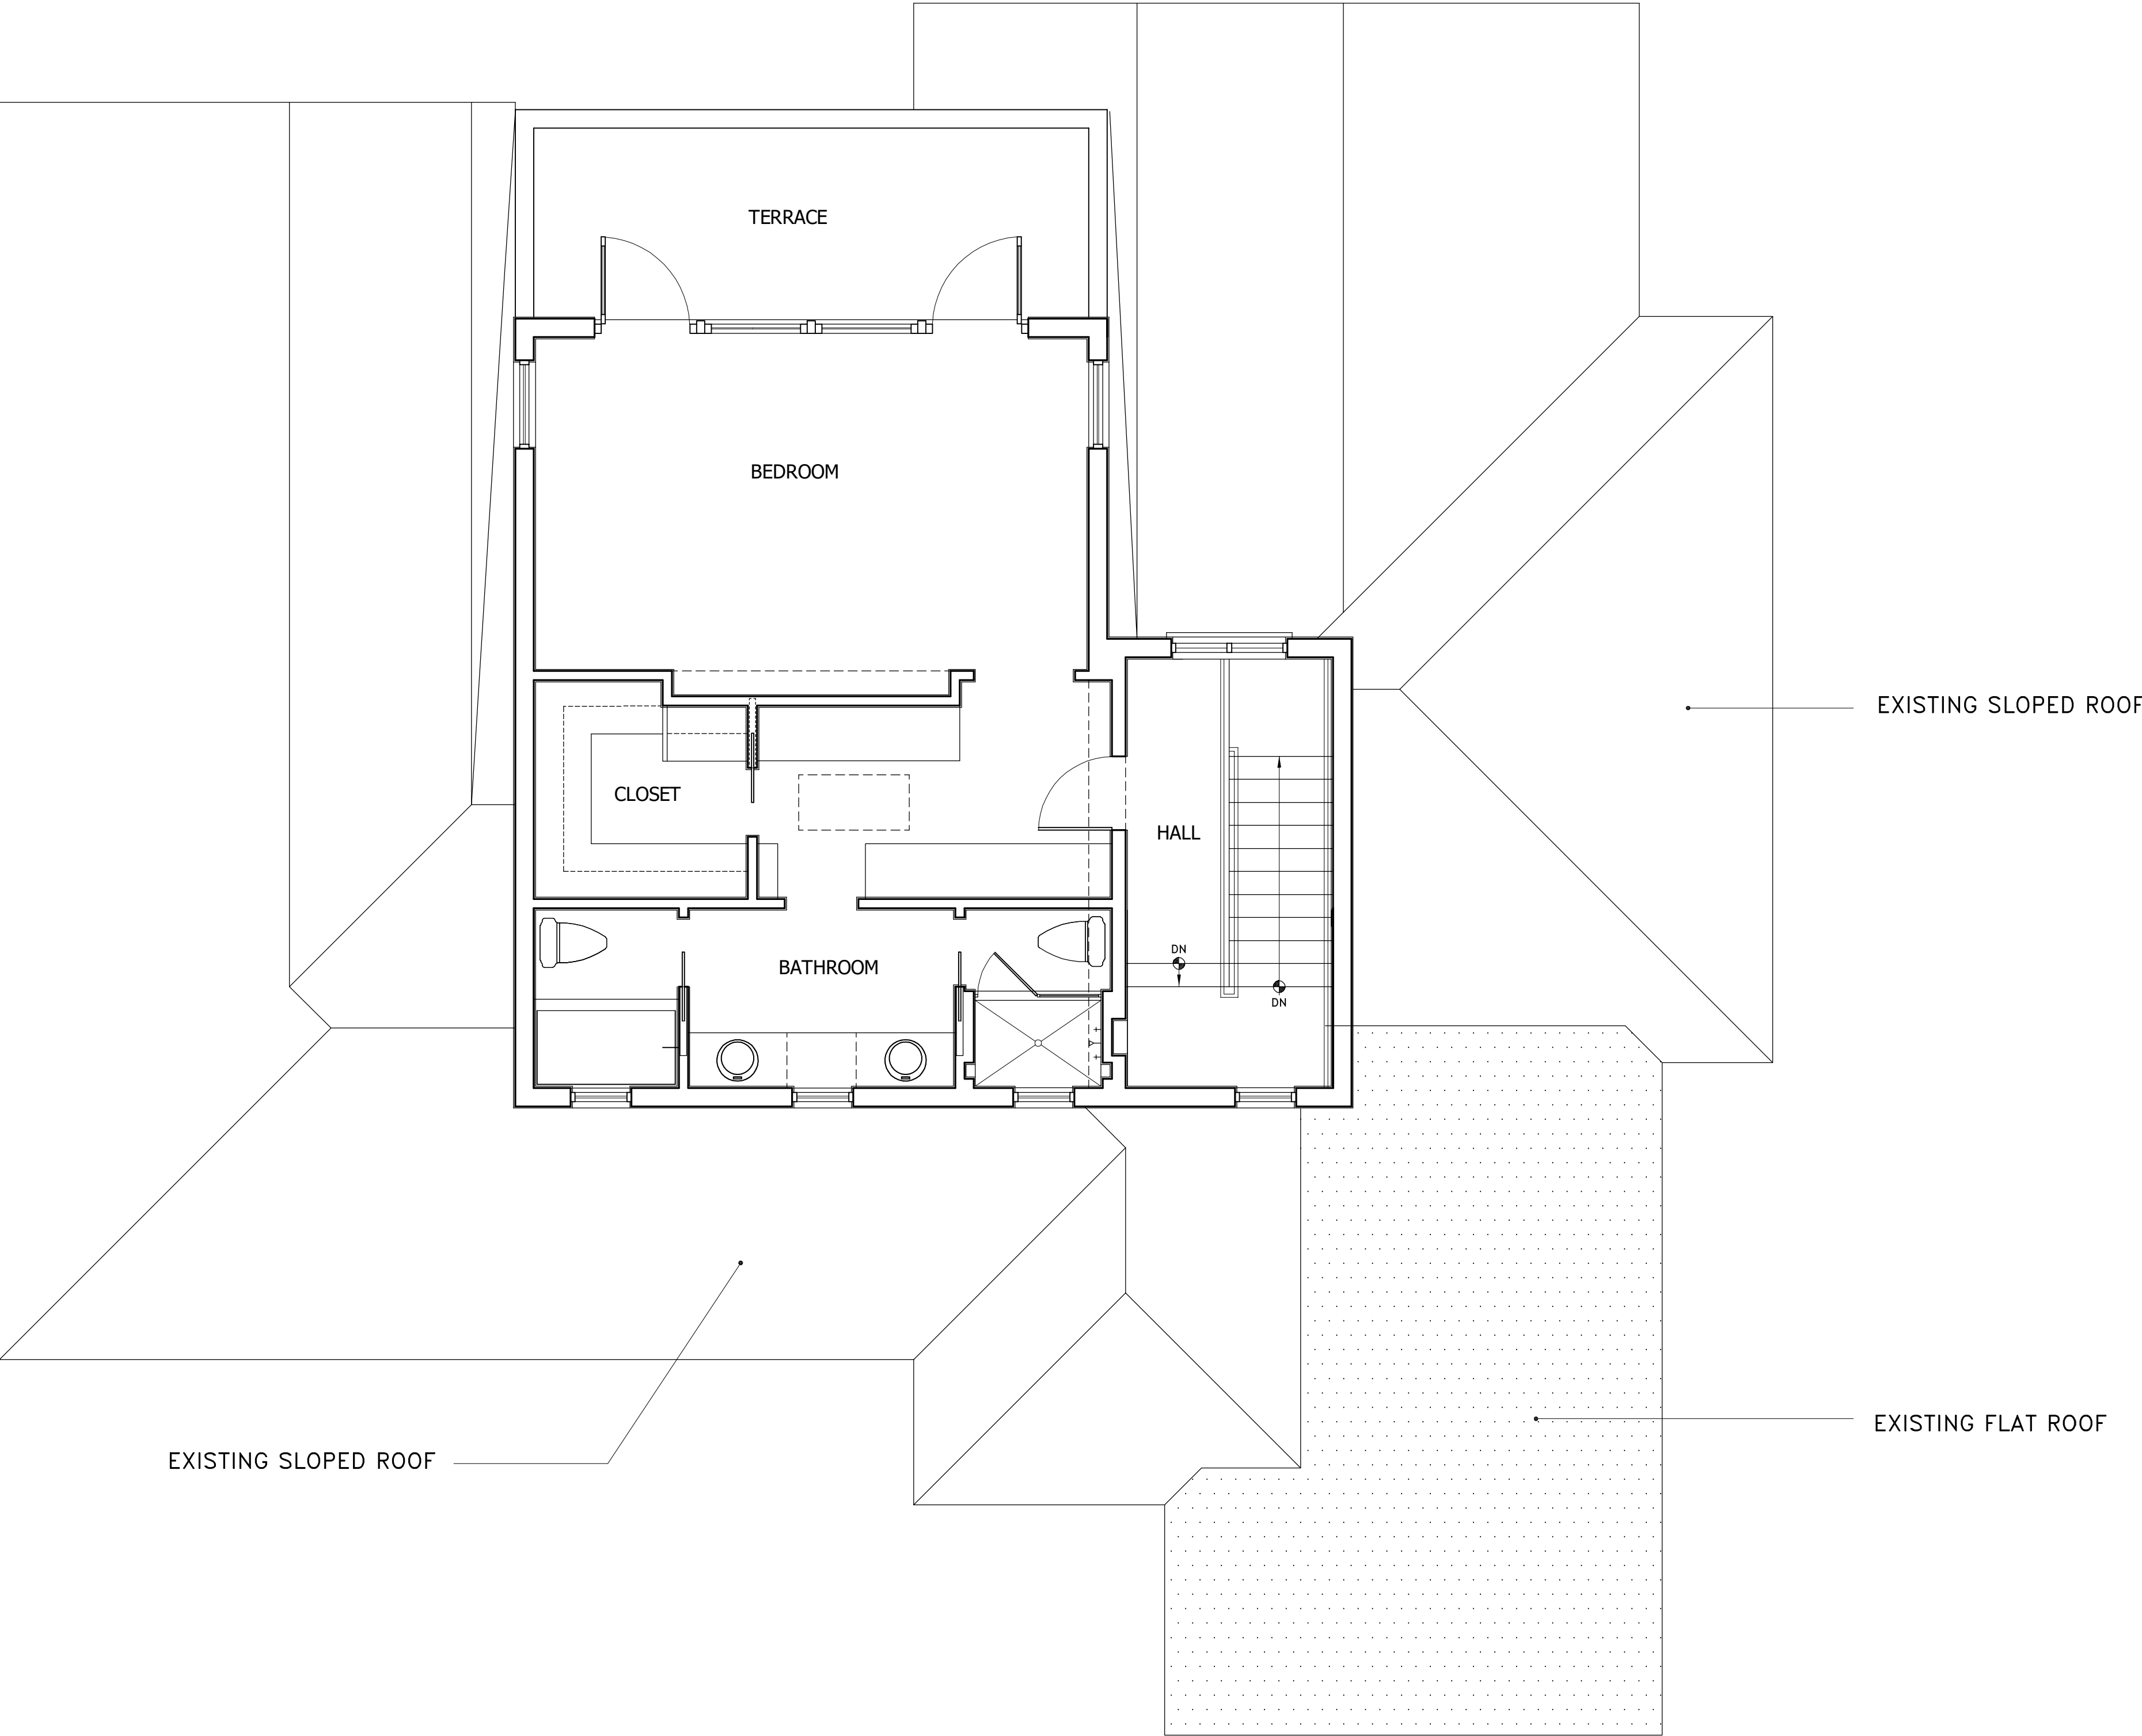 TERRACE
BEDROOM
EXISTING SLOPED ROOF
CLOSET
HALL
DN
BATHROOM
DN
EXISTING FLAT ROOF
EXISTING SLOPED ROOF